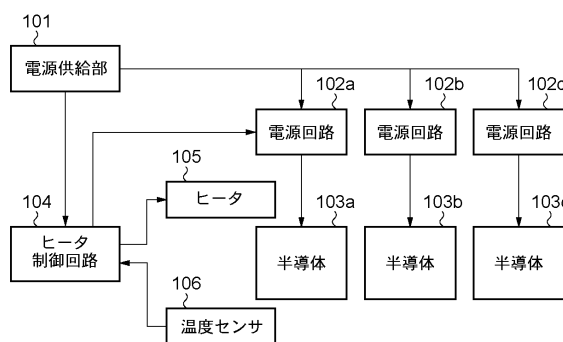 101
電源供給部
102a
電源回路
102b
電源回路
102c
電源回路
105
ヒータ
104
ヒータ
制御回路
103a
半導体
103b
半導体
103c
半導体
106
温度センサ